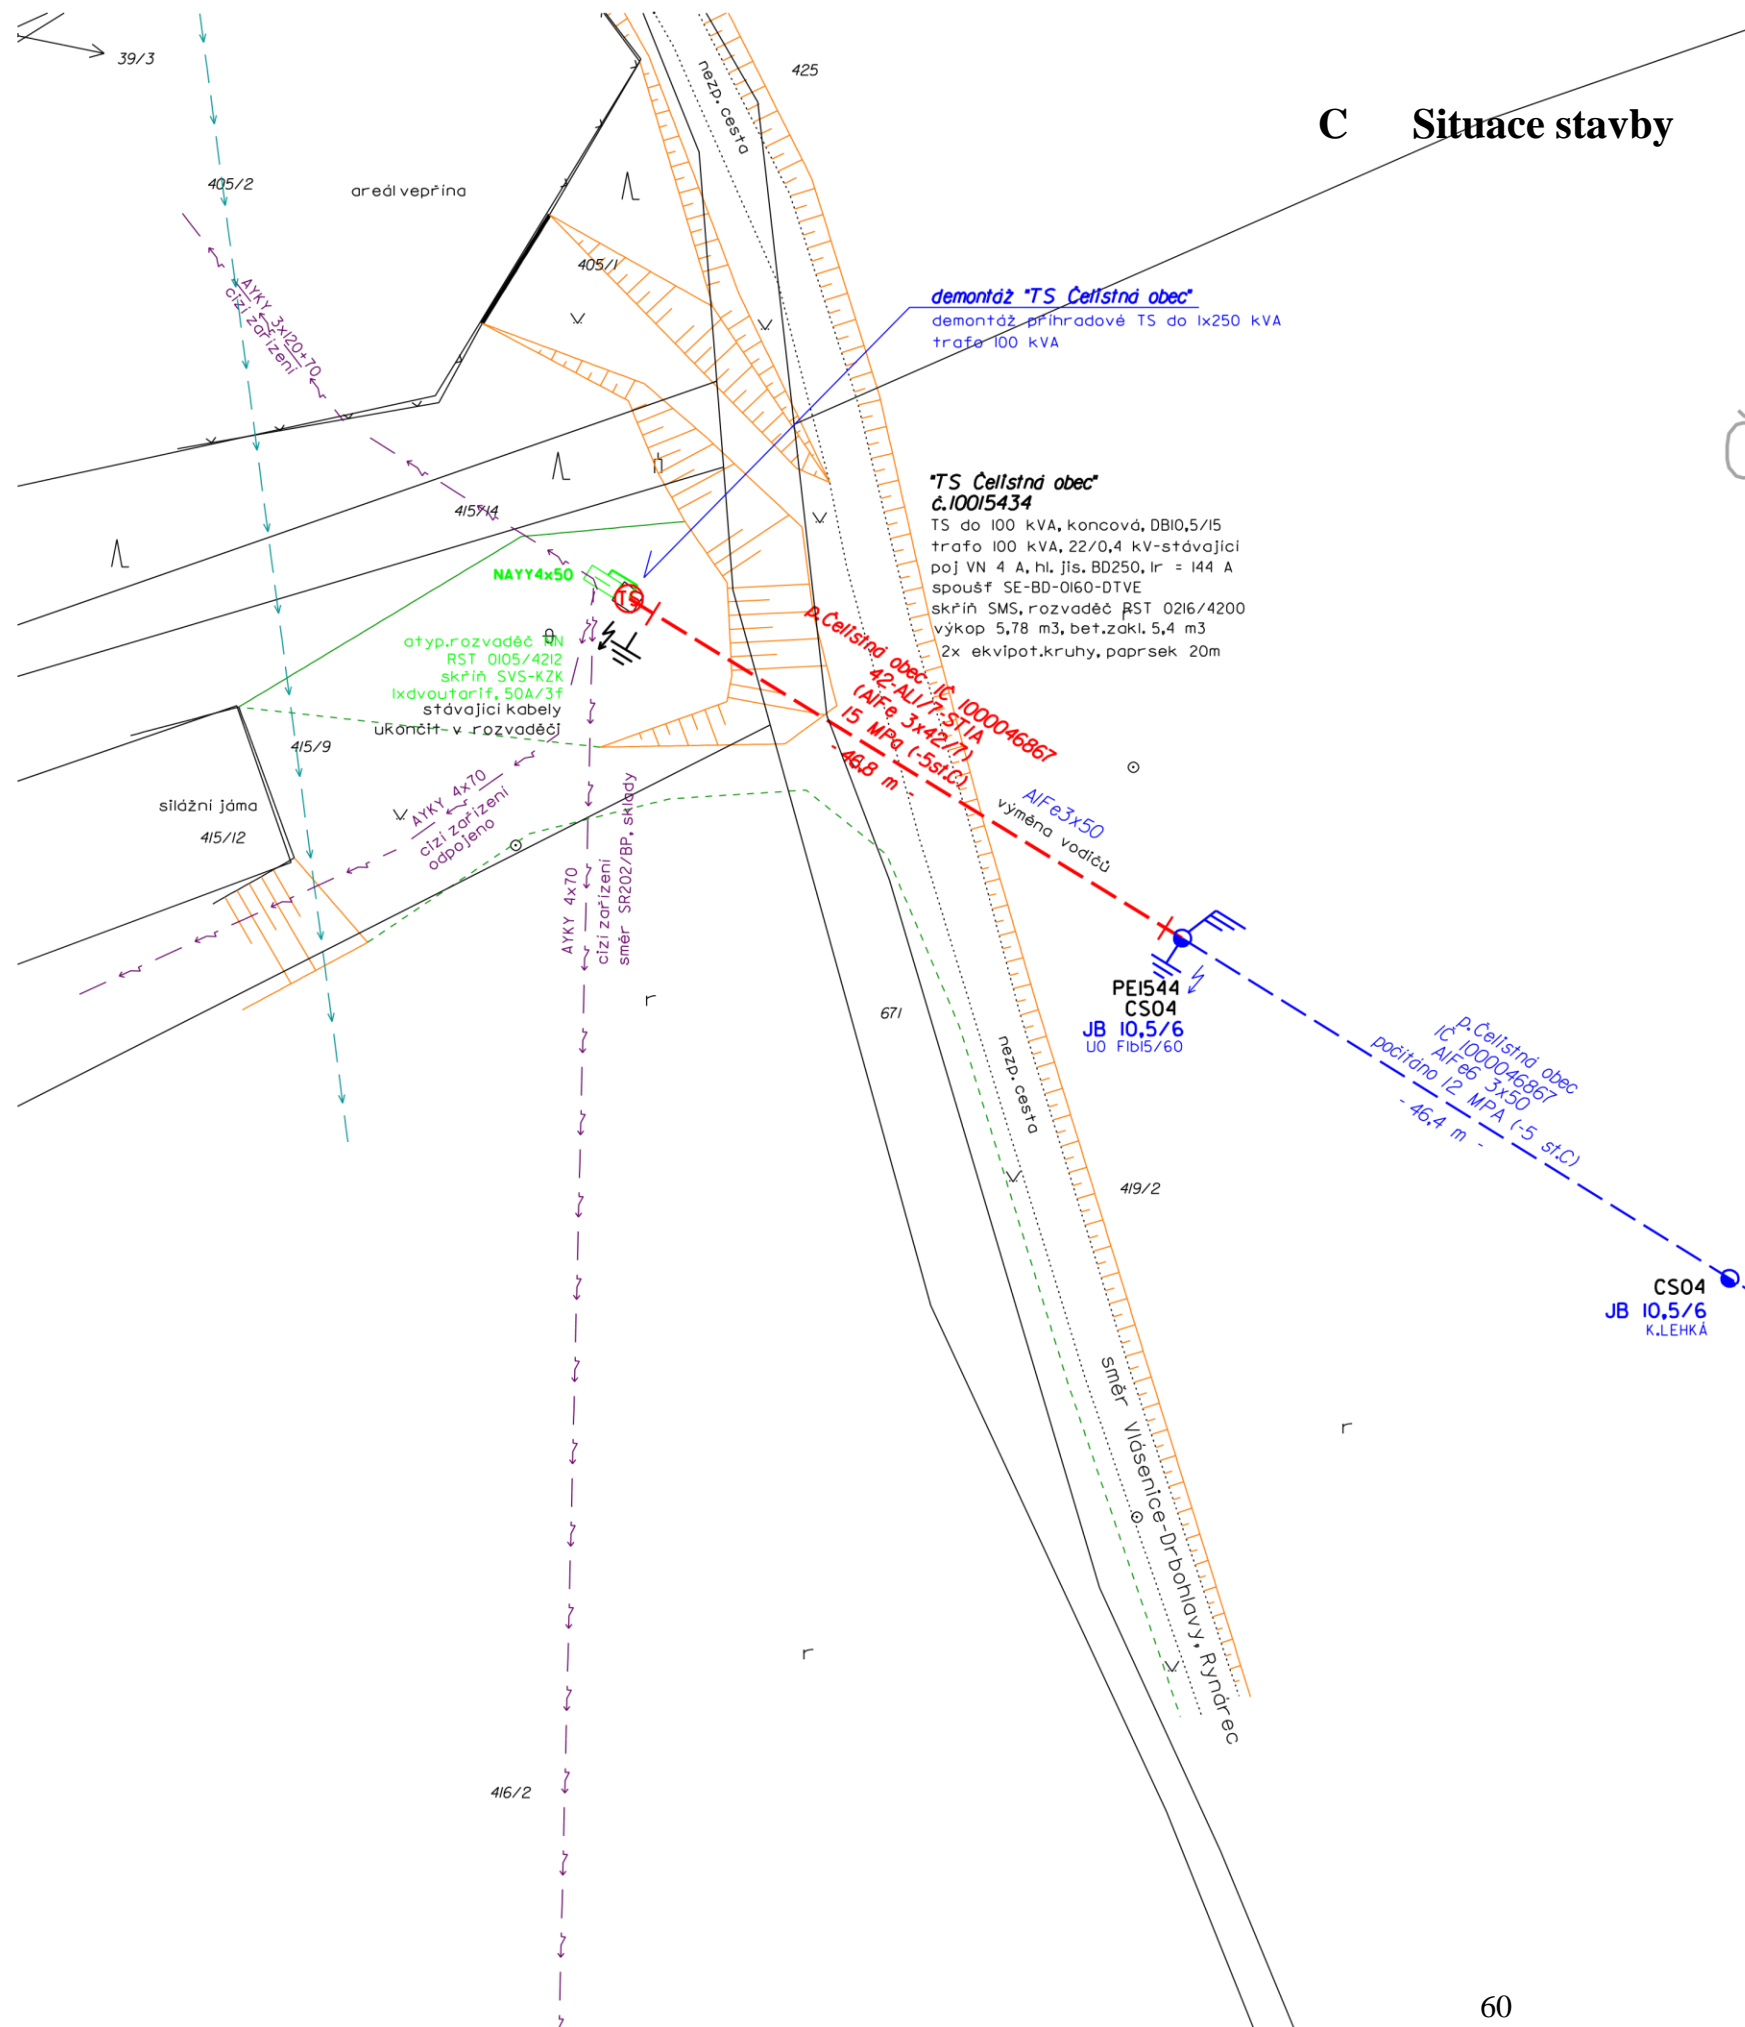 C Situace stavby
39/3
425
nezp. cesta
405/2
areál vepřína
405/1
AYKY 3x120+70
cizí zařízení
demontáž "TS Čelistná obec"
demontáž příhradové TS do 1x250 kVA
trafo 100 kVA
"TS Čelistná obec"
č.10015434
TS do 100 kVA, koncová, DB10,5/15
trafo 100 kVA, 22/0,4 kV-stávající
poj VN 4 A, hl. jis. BD250, Ir = 144 A
spoušť SE-BD-0160-DTVE
skříň SMS, rozvaděč RST 0216/4200
výkop 5,78 m3, bet.zákl. 5,4 m3
2x ekvipot.kruhy, paprsek 20m
415/14
NAYY4x50
TS
atyp.rozvaděč NN
RST 0105/4212
skříň SVS-KZK
1xdvoutarif, 50A/3f
stávající kabely
ukončit v rozvaděči
p.Čelistná obec, IČ 1000046867
42-AL1/7-ST1A
(AlFe 3x42/7)
15 MPa (-5st.C)
- 46,8 m -
415/9
silážní jáma
415/12
AYKY 4x70
cizí zařízení
odpojeno
AYKY 4x70
cizí zařízení
směr SR202/BP, sklady
AlFe3x50
výměna vodičů
PE1544
CS04
JB 10,5/6
UO F1b15/60
r
671
nezp. cesta
p.Čelistná obec
IČ 1000046867
AlFe6 3x50
počítáno 12 MPA (-5 st.C)
- 46,4 m -
419/2
CS04
JB 10,5/6
K.LEHKÁ
směr Vlásenice-Drbohlavy, Rynárec
r
r
416/2
60